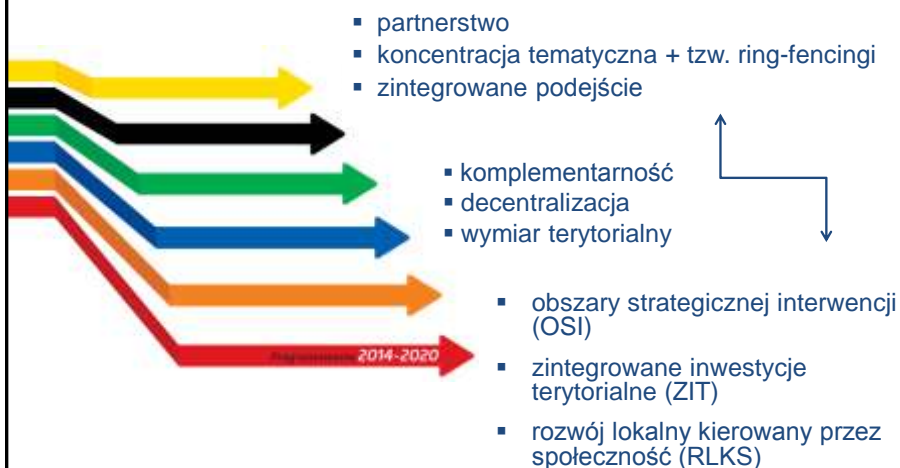 ▪ partnerstwo
▪ koncentracja tematyczna + tzw. ring-fencingi
▪ zintegrowane podejście
▪ komplementarność
▪ decentralizacja
▪ wymiar terytorialny
▪ obszary strategicznej interwencji
(OSI)
2014-2020
▪ zintegrowane inwestycje
terytorialne (ZIT)
▪ rozwój lokalny kierowany przez
społeczność (RLKS)